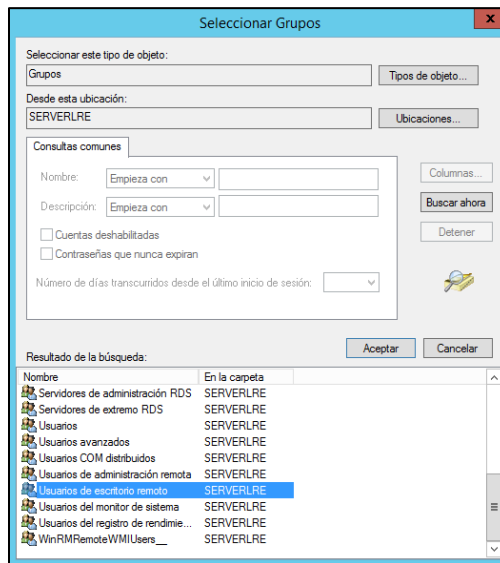 Seleccionar Grupos
x
Seleccionar este tipo de objeto:
Grupos
Tipos de objeto...
Desde esta ubicación:
SERVERLRE
Ubicaciones...
Consultas comunes
Nombre: Empieza con
Descripción: Empieza con
Cuentas deshabilitadas
Contraseñas que nunca expiran
Número de días transcurridos desde el último inicio de sesión:
Columnas...
Buscar ahora
Detener
Aceptar Cancelar
Resultado de la búsqueda:
Nombre En la carpeta
Servidores de administración RDS SERVERLRE
Servidores de extremo RDS SERVERLRE
Usuarios SERVERLRE
Usuarios avanzados SERVERLRE
Usuarios COM distribuidos SERVERLRE
Usuarios de administración remota SERVERLRE
Usuarios de escritorio remoto SERVERLRE
Usuarios del monitor de sistema SERVERLRE
Usuarios del registro de rendimie... SERVERLRE
WinRMRemoteWMIUsers__ SERVERLRE